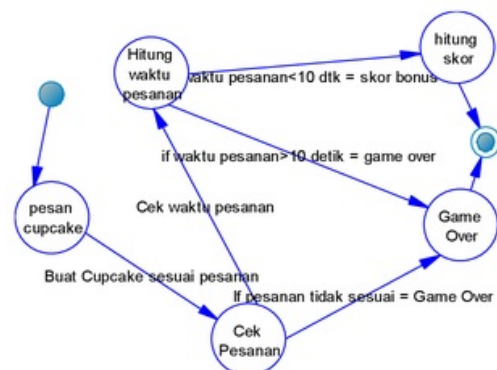 Hitung
waktu
pesanan
hitung
skor
waktu pesanan<10 dtk = skor bonus
if waktu pesanan>10 detik = game over
Cek waktu pesanan
pesan
cupcake
Game
Over
Buat Cupcake sesuai pesanan
If pesanan tidak sesuai = Game Over
Cek
Pesanan